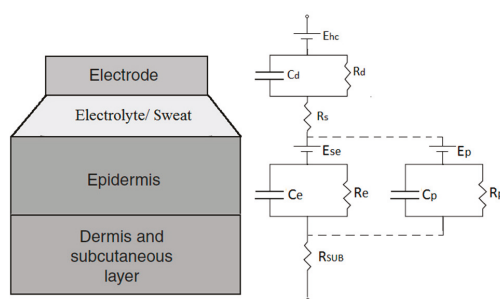 Electrode
Electrolyte/ Sweat
Epidermis
Dermis and
subcutaneous
layer
Ehc
Cd
Rd
Rs
Ese
Ep
Ce
Re
Cp
RSUB